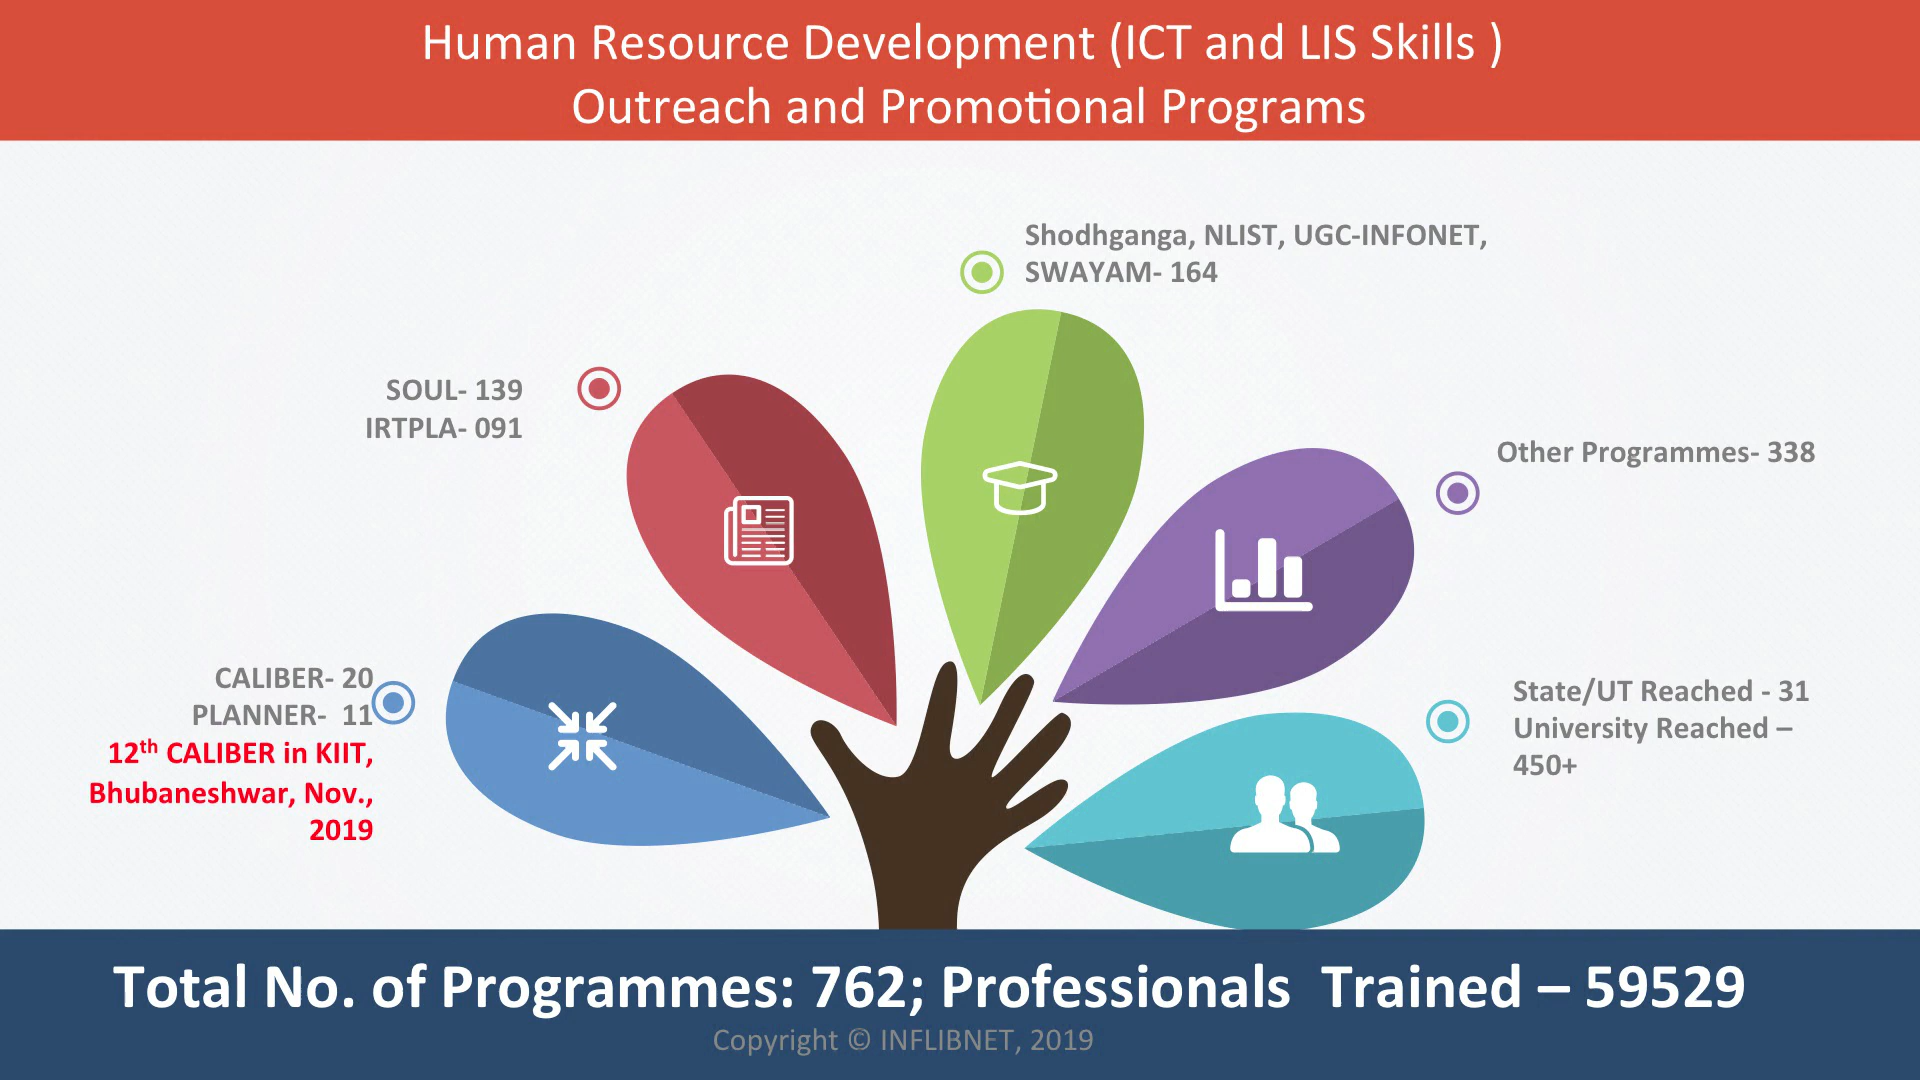 Human Resource Development (ICT and LIS Skills )
Outreach and Promotional Programs
Shodhganga, NLIST, UGC-INFONET,
SWAYAM- 164
SOUL- 139
IRTPLA- 091
Other Programmes- 338
CALIBER- 20
PLANNER-  11
12th CALIBER in KIIT,
Bhubaneshwar, Nov.,
2019
State/UT Reached - 31
University Reached –
450+
Total No. of Programmes: 762; Professionals  Trained – 59529
Copyright © INFLIBNET, 2019